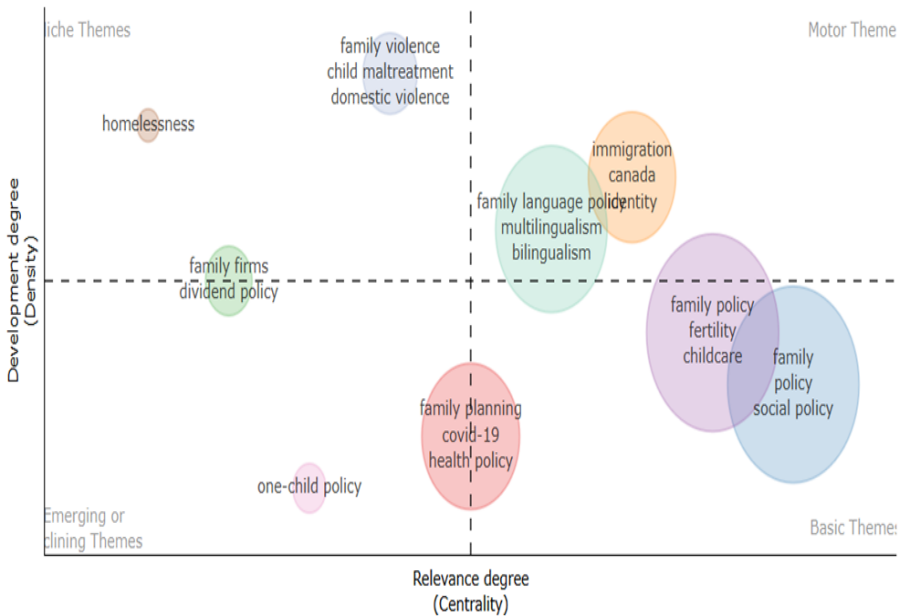 liche Themes
Motor Theme
family violence
child maltreatment
domestic violence
homelessness
immigration
canada
identity
family language policy
multilingualism
bilingualism
family firms
dividend policy
family policy
fertility
childcare
family
policy
social policy
family planning
covid-19
health policy
one-child policy
Emerging or
clining Themes
Basic Themes
Development degree
(Density)
Relevance degree
(Centrality)